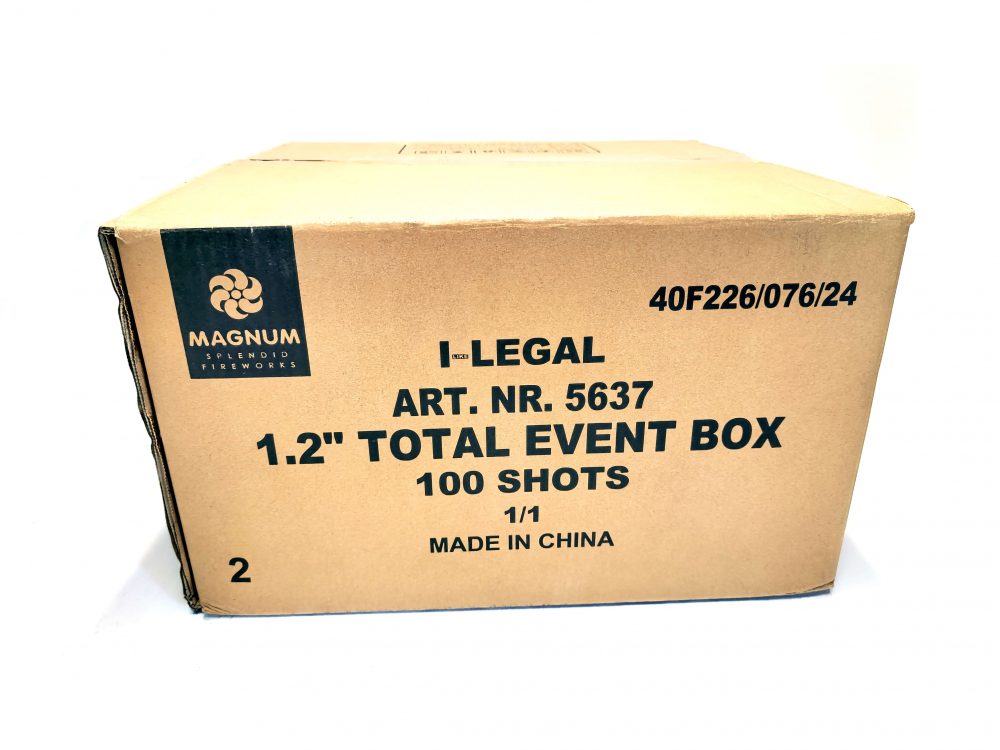 MAGNUM
SPLENDID
FIREWORKS
40F226/076/24
I LIKE LEGAL
ART. NR. 5637
1.2" TOTAL EVENT BOX
100 SHOTS
1/1
MADE IN CHINA
2